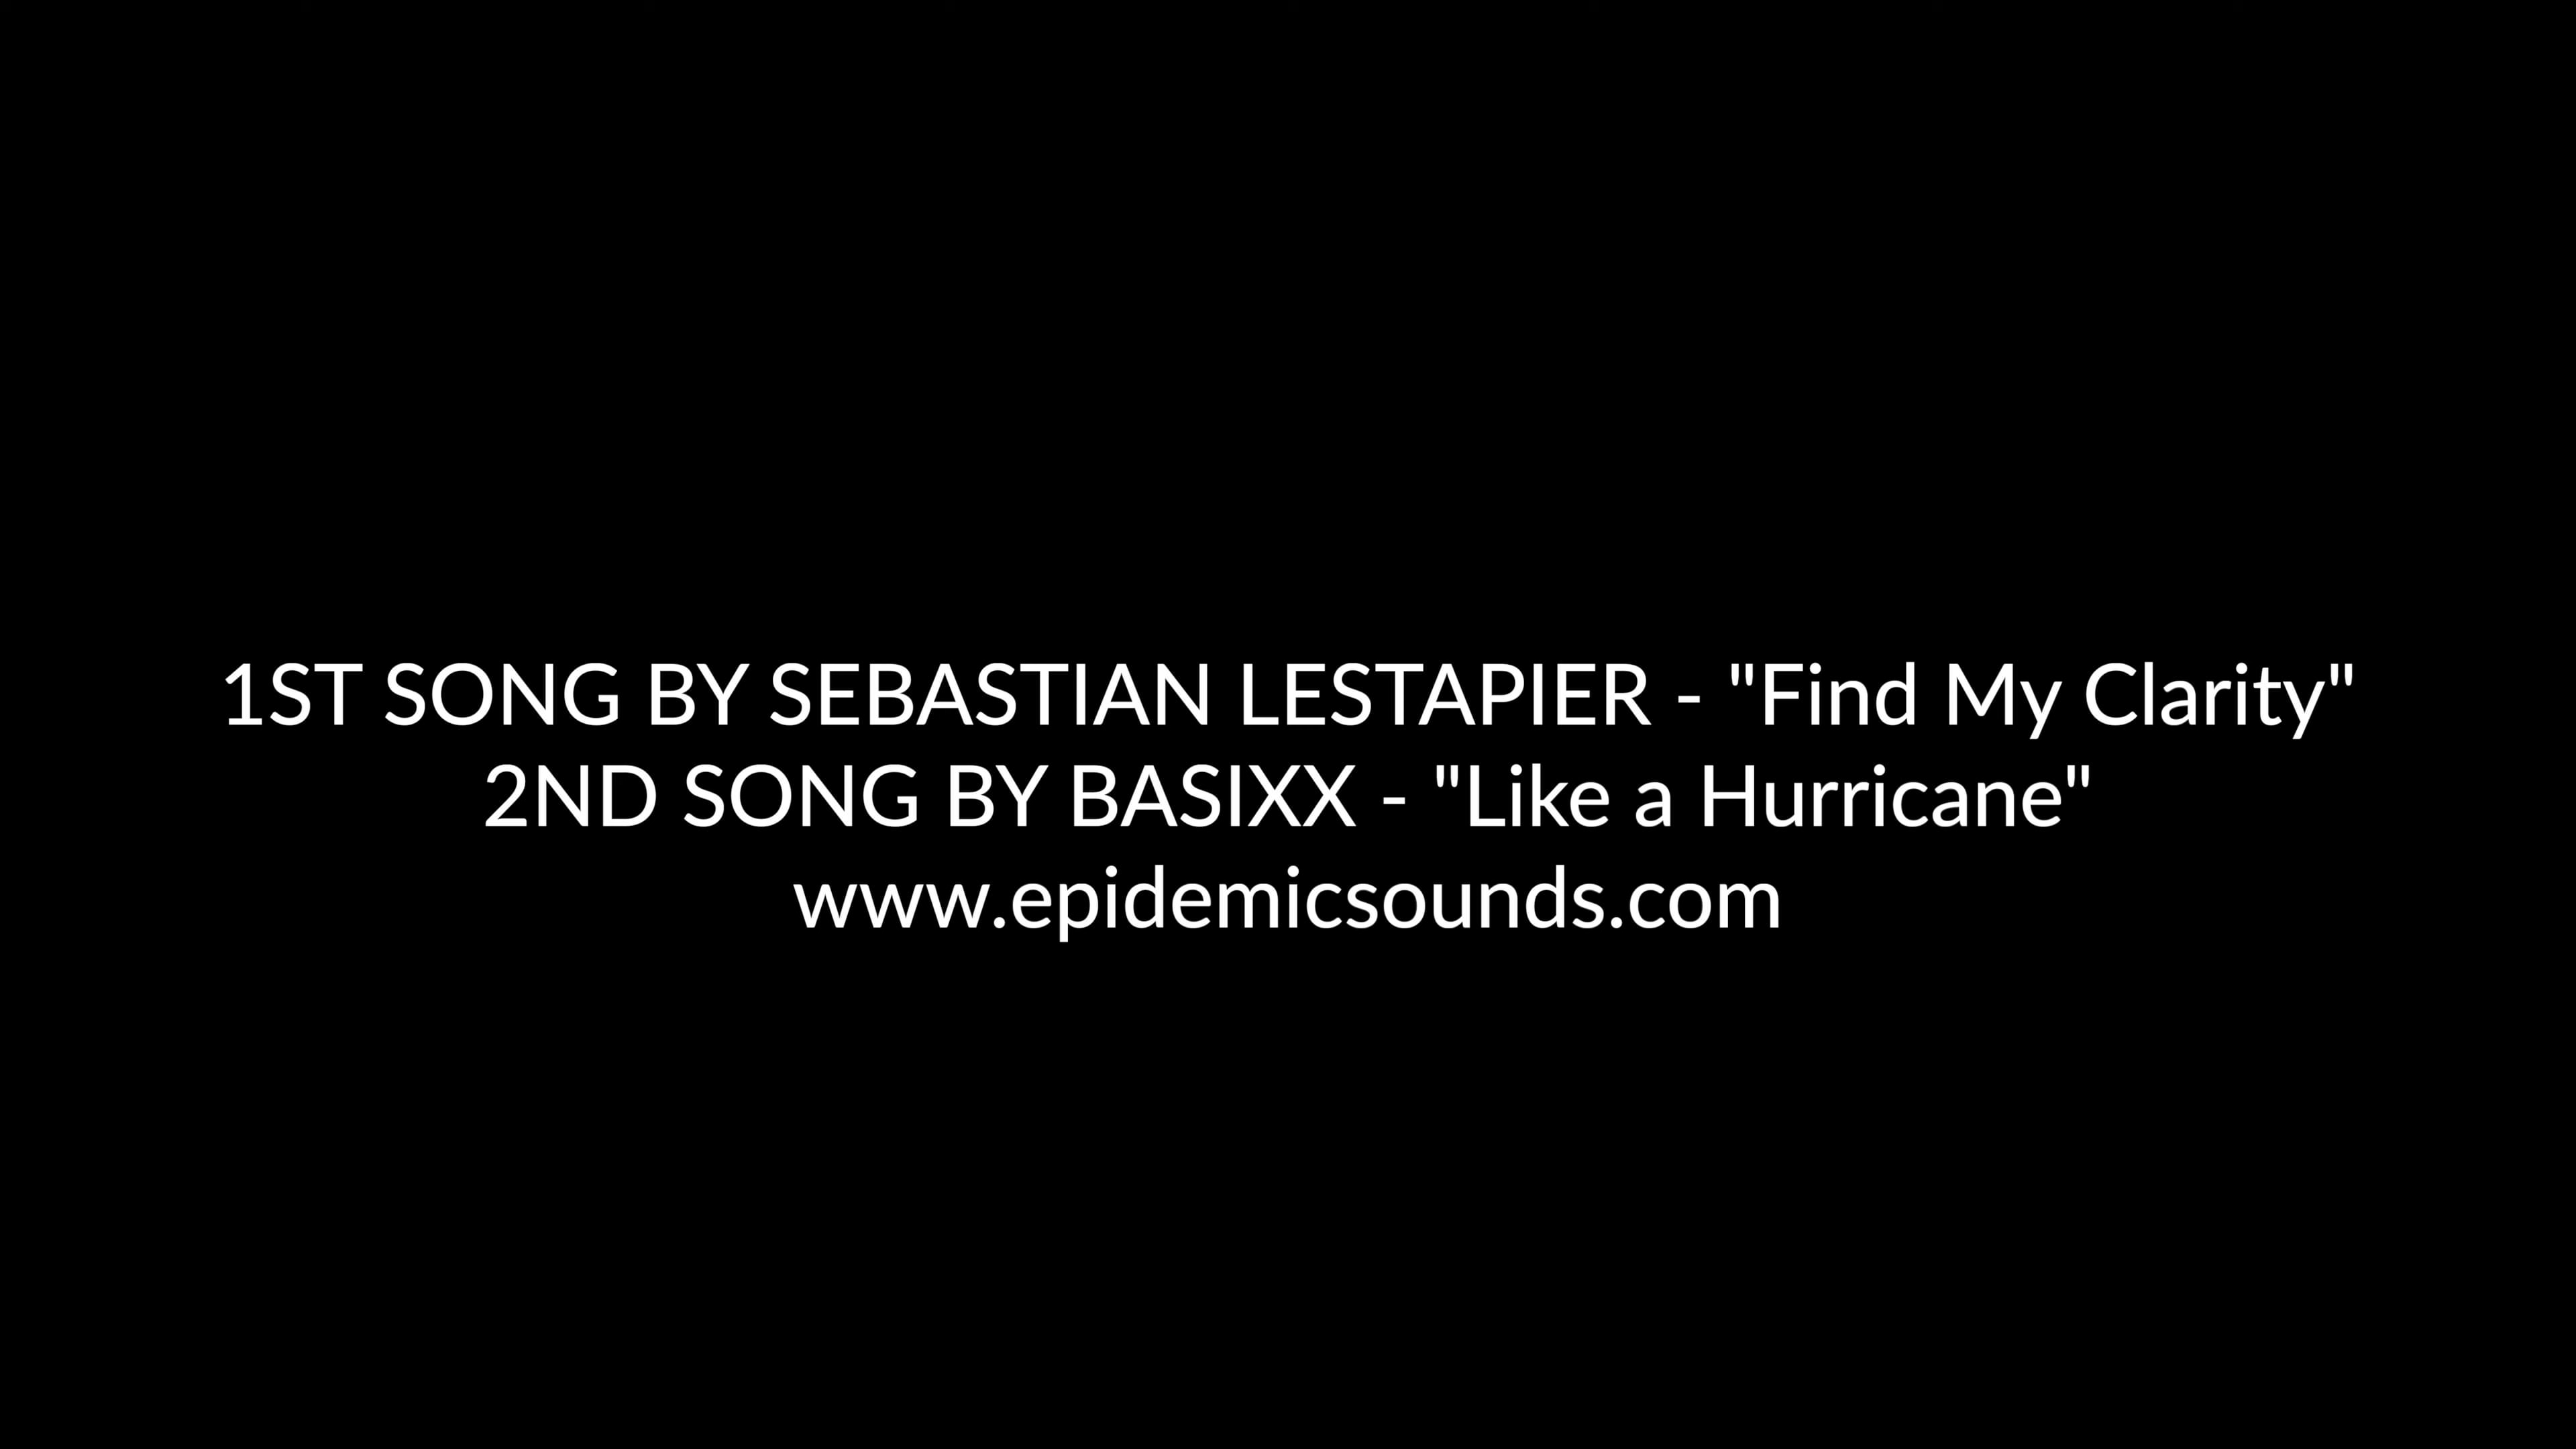 1ST SONG BY SEBASTIAN LESTAPIER - "Find My Clarity"
2ND SONG BY BASIXX - "Like a Hurricane"
www.epidemicsounds.com